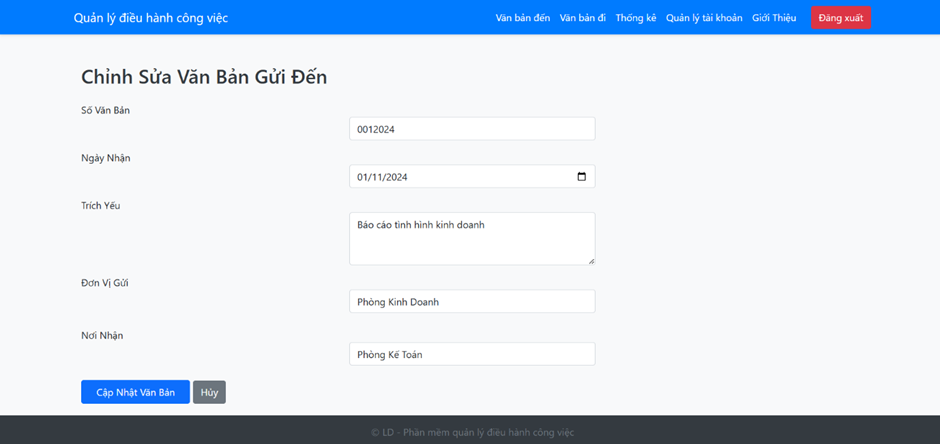 Quản lý điều hành công việc
Văn bản đến Văn bản đi Thống kê Quản lý tài khoản Giới Thiệu Đăng xuất
Chỉnh Sửa Văn Bản Gửi Đến
Số Văn Bản
0012024
Ngày Nhận
01/11/2024
Trích Yếu
Báo cáo tình hình kinh doanh
Đơn Vị Gửi
Phòng Kinh Doanh
Nơi Nhận
Phòng Kế Toán
Cập Nhật Văn Bản Hủy
© LD - Phần mềm quản lý điều hành công việc